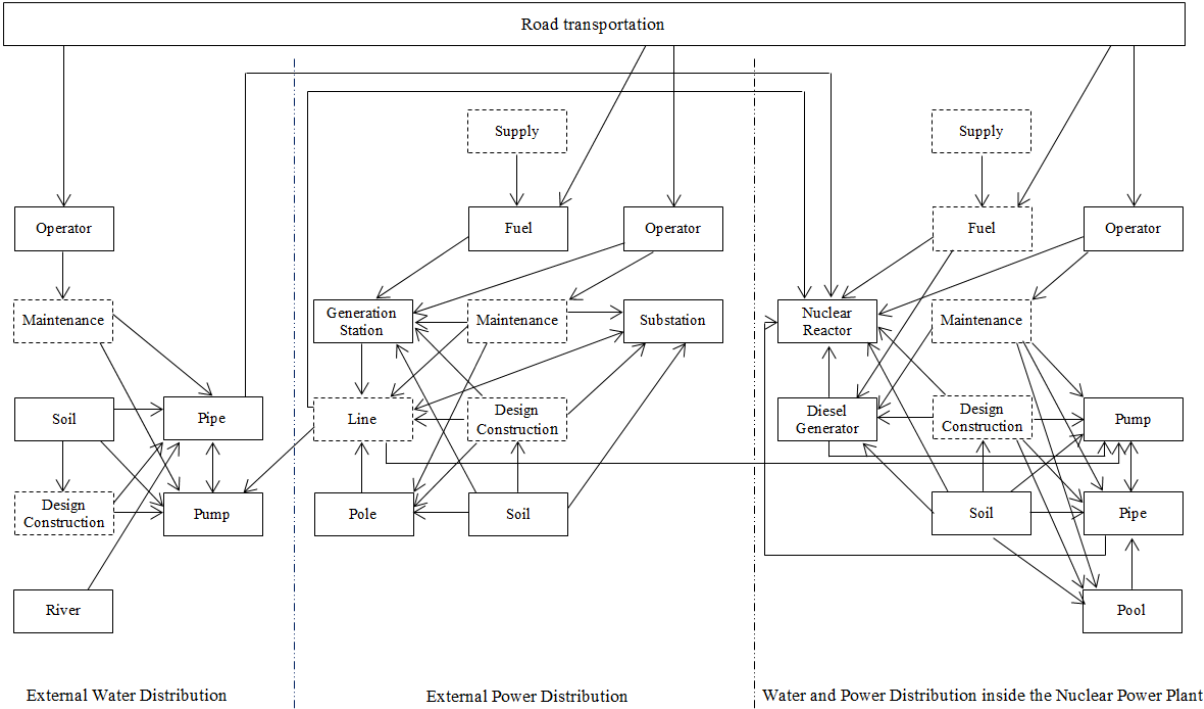 Road transportation
Supply
Supply
Operator
Fuel
Operator
Fuel
Operator
Maintenance
Generation
Station
Maintenance
Substation
Nuclear
Reactor
Maintenance
Soil
Pipe
Line
Design
Construction
Diesel
Generator
Design
Construction
Pump
Design
Construction
Pump
Pole
Soil
Soil
Pipe
River
Pool
External Water Distribution
External Power Distribution
Water and Power Distribution inside the Nuclear Power Plant